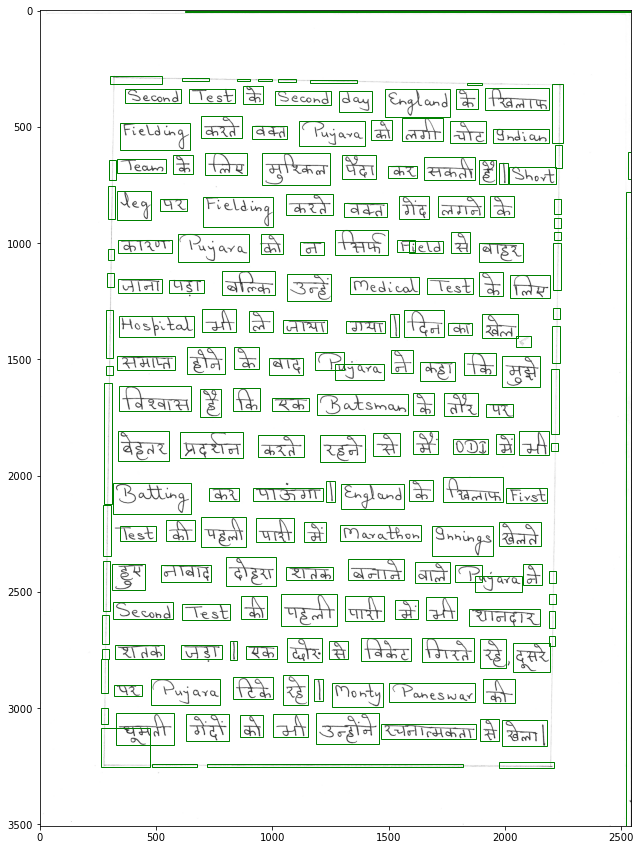 Second Test के Second day England के खिलाफ
Fielding करते वक्त Pujara को लगी चोट Indian
Team के लिए मुश्किल पैदा कर सकती है। Short
leg पर Fielding करते वक्त गेंद लगने के
कारण Pujara को न सिर्फ Field से बाहर
जाना पड़ा बल्कि उन्हें Medical Test के लिए
Hospital भी ले जाया गया। दिन का खेल
समाप्त होने के बाद Pujara ने कहा कि मुझे
विश्वास है कि एक Batsman के तौर पर
बेहतर प्रदर्शन करते रहने से मैं ODI में भी
Batting कर पाऊंगा। England के खिलाफ First
Test की पहली पारी में Marathon Innings खेलते
हुए नाबाद दोहरा शतक बनाने वाले Pujara ने
Second Test की पहली पारी में भी शानदार
शतक जड़ा। एक छोर से विकेट गिरते रहे, दूसरे
पर Pujara टिके रहे। Monty Paneswar की
घूमती गेंदों को भी उन्होंने रचनात्मकता से खेला।
0
500
1000
1500
2000
2500
3000
3500
0 500 1000 1500 2000 2500